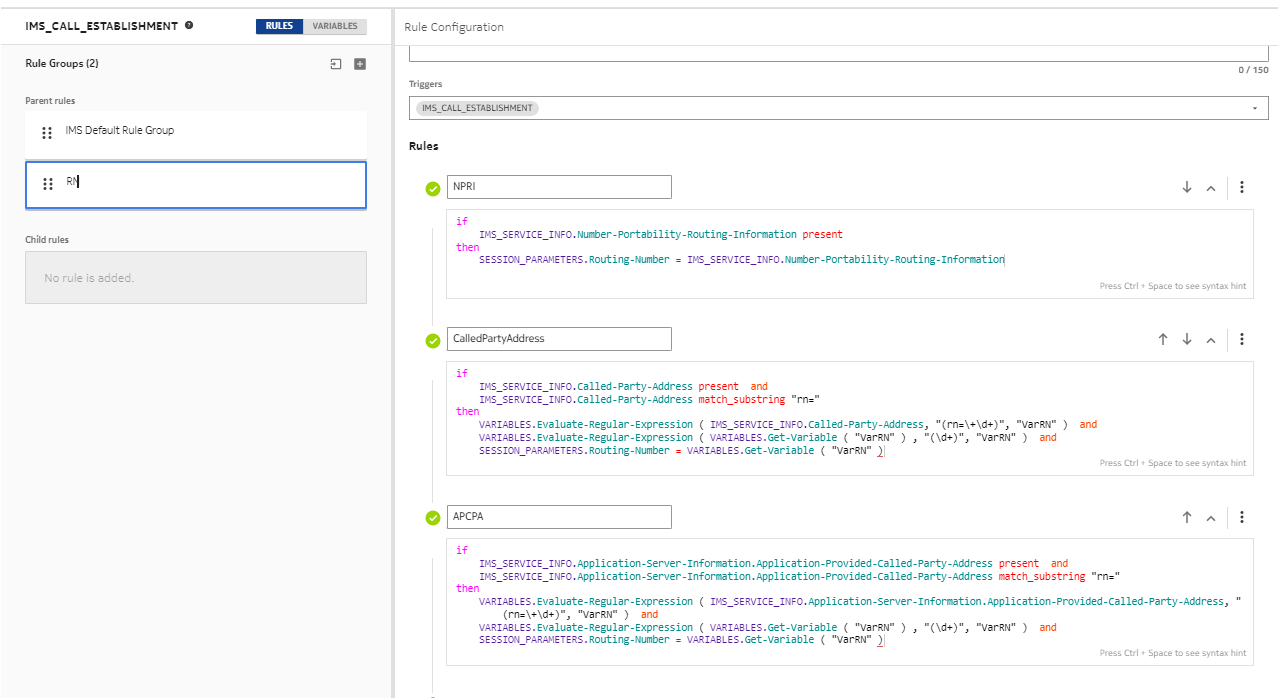 IMS_CALL_ESTABLISHMENT ?
RULES
VARIABLES
Rule Groups (2)
Parent rules
IMS Default Rule Group
RN
Child rules
No rule is added.
Rule Configuration
0 / 150
Triggers
IMS_CALL_ESTABLISHMENT
Rules
NPRI
if
IMS_SERVICE_INFO.Number-Portability-Routing-Information present
then
SESSION_PARAMETERS.Routing-Number = IMS_SERVICE_INFO.Number-Portability-Routing-Information
Press Ctrl + Space to see syntax hint
CalledPartyAddress
if
IMS_SERVICE_INFO.Called-Party-Address present and
IMS_SERVICE_INFO.Called-Party-Address match_substring "rn="
then
VARIABLES.Evaluate-Regular-Expression ( IMS_SERVICE_INFO.Called-Party-Address, "(rn=\+\d+)", "VarRN" ) and
VARIABLES.Evaluate-Regular-Expression ( VARIABLES.Get-Variable ( "VarRN" ) , "(\d+)", "VarRN" ) and
SESSION_PARAMETERS.Routing-Number = VARIABLES.Get-Variable ( "VarRN" )
Press Ctrl + Space to see syntax hint
APCPA
if
IMS_SERVICE_INFO.Application-Server-Information.Application-Provided-Called-Party-Address present and
IMS_SERVICE_INFO.Application-Server-Information.Application-Provided-Called-Party-Address match_substring "rn="
then
VARIABLES.Evaluate-Regular-Expression ( IMS_SERVICE_INFO.Application-Server-Information.Application-Provided-Called-Party-Address, "
(rn=\+\d+)", "VarRN" ) and
VARIABLES.Evaluate-Regular-Expression ( VARIABLES.Get-Variable ( "VarRN" ) , "(\d+)", "VarRN" ) and
SESSION_PARAMETERS.Routing-Number = VARIABLES.Get-Variable ( "VarRN" )
Press Ctrl + Space to see syntax hint